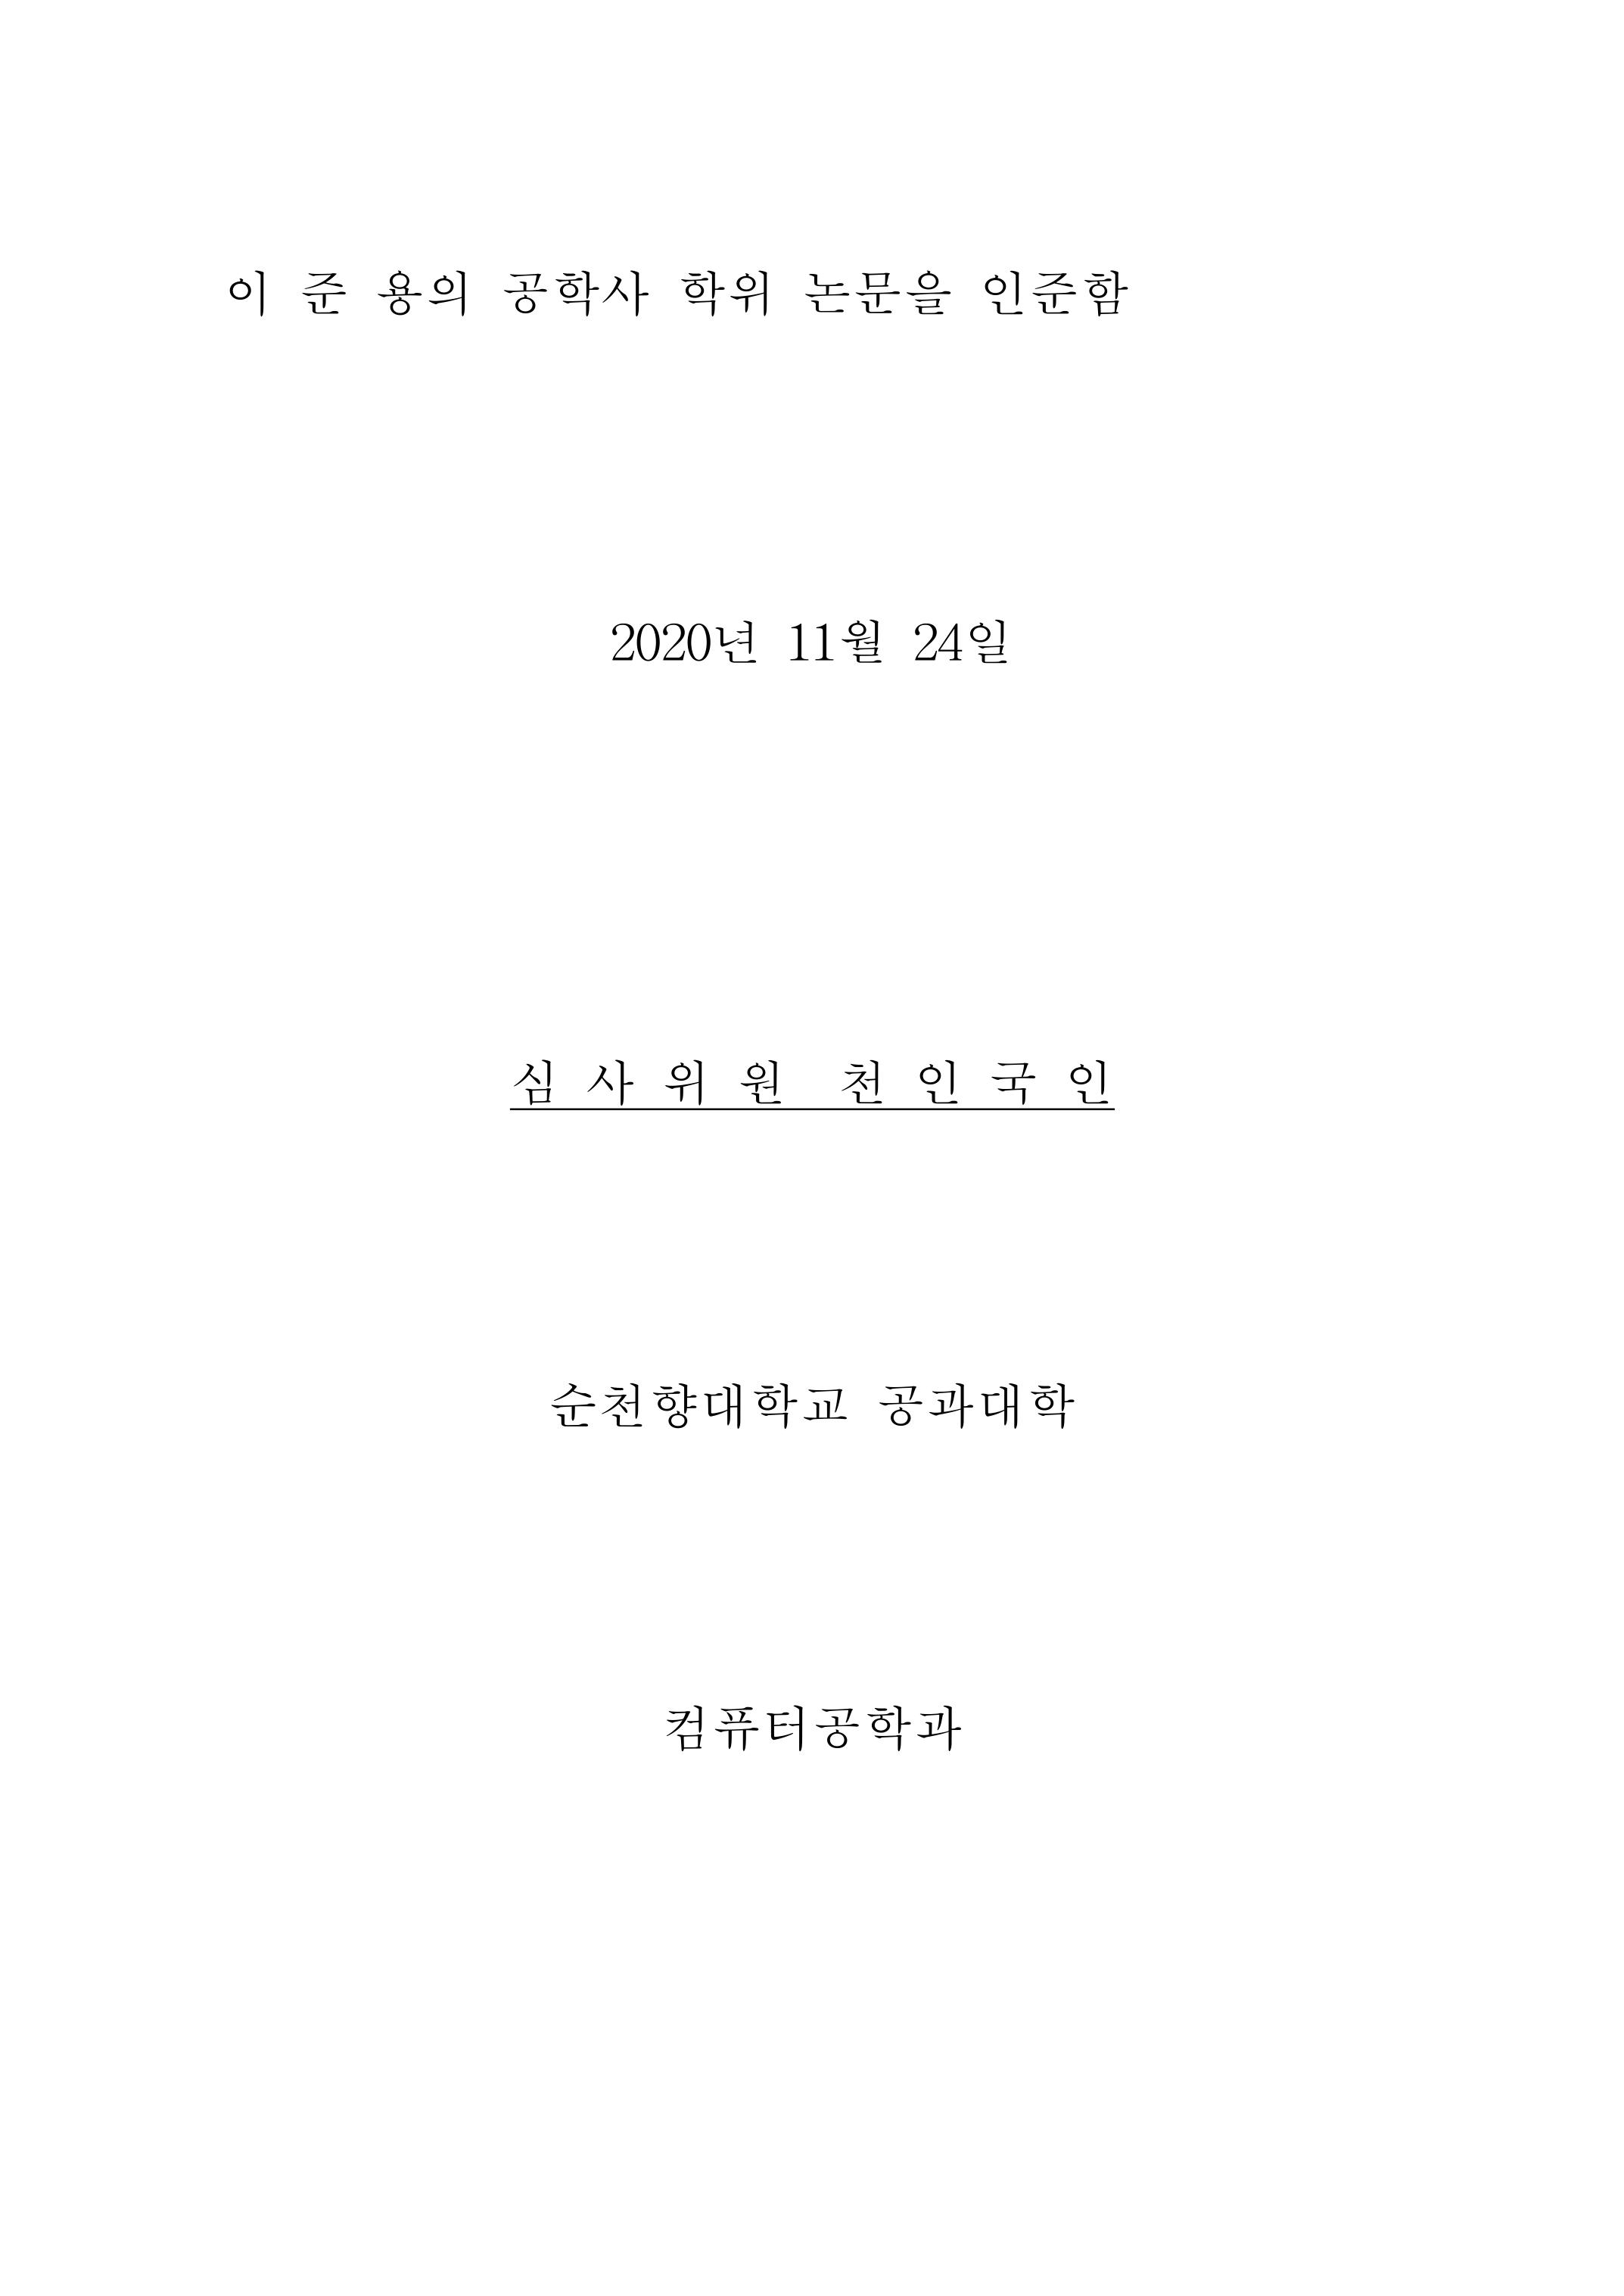 이 준 용의 공학사 학위 논문을 인준함
2020년 11월 24일
심 사 위 원 천 인 국 인
순천향대학교 공과대학
컴퓨터공학과